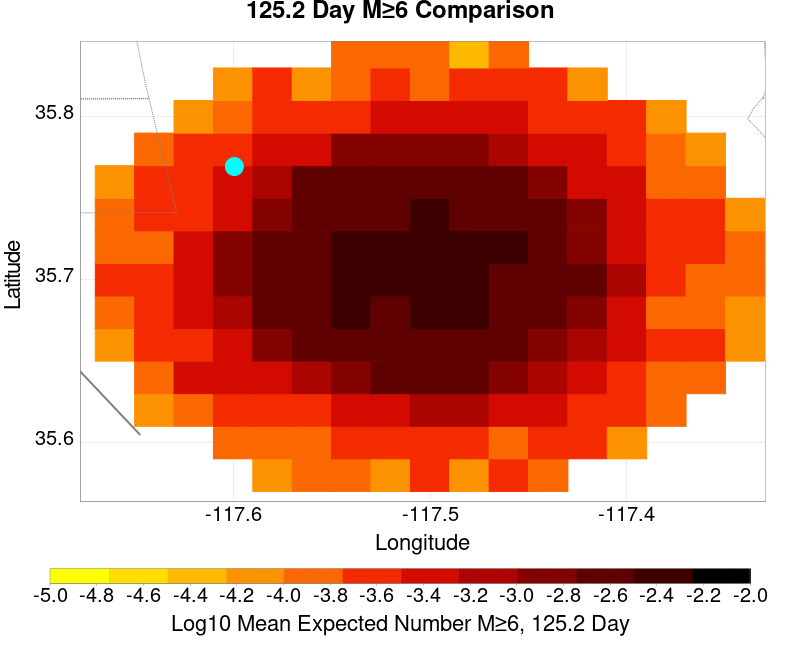 125.2 Day M≥6 Comparison
35.8
35.7
35.6
Latitude
-117.6 -117.5 -117.4
Longitude
-5.0 -4.8 -4.6 -4.4 -4.2 -4.0 -3.8 -3.6 -3.4 -3.2 -3.0 -2.8 -2.6 -2.4 -2.2 -2.0
Log10 Mean Expected Number M≥6, 125.2 Day